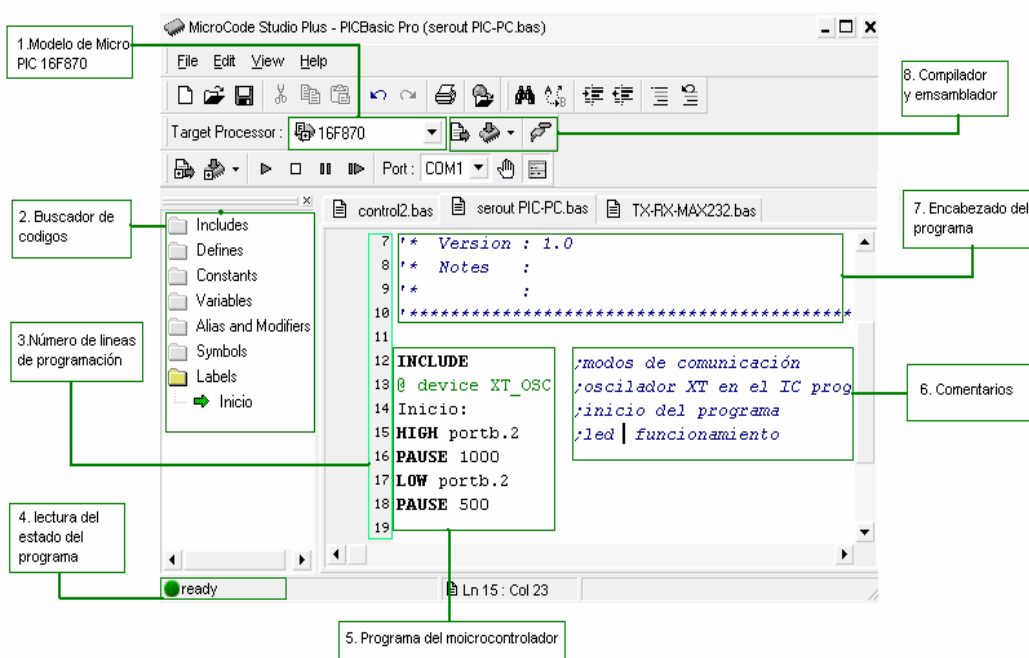 MicroCode Studio Plus - PICBasic Pro (serout PIC-PC.bas)
1.Modelo de Micro
PIC 16F870
File Edit View Help
8. Compilador
y emsamblador
Target Processor : 16F870
Port : COM1
2. Buscador de
codigos
Includes
Defines
Constants
Variables
Alias and Modifiers
Symbols
Labels
Inicio
control2.bas serout PIC-PC.bas TX-RX-MAX232.bas
7. Encabezado del
programa
7 '* Version : 1.0
8 '* Notes :
9 '* :
10 '*******************************************
11
12 INCLUDE ;modos de comunicación
13 @ device XT_OSC ;oscilador XT en el IC prog
14 Inicio: ;inicio del programa
15 HIGH portb.2 ;led funcionamiento
16 PAUSE 1000
17 LOW portb.2
18 PAUSE 500
19
3.Número de lineas
de programación
6. Comentarios
4. lectura del
estado del
programa
ready
Ln 15 : Col 23
5. Programa del moicrocontrolador